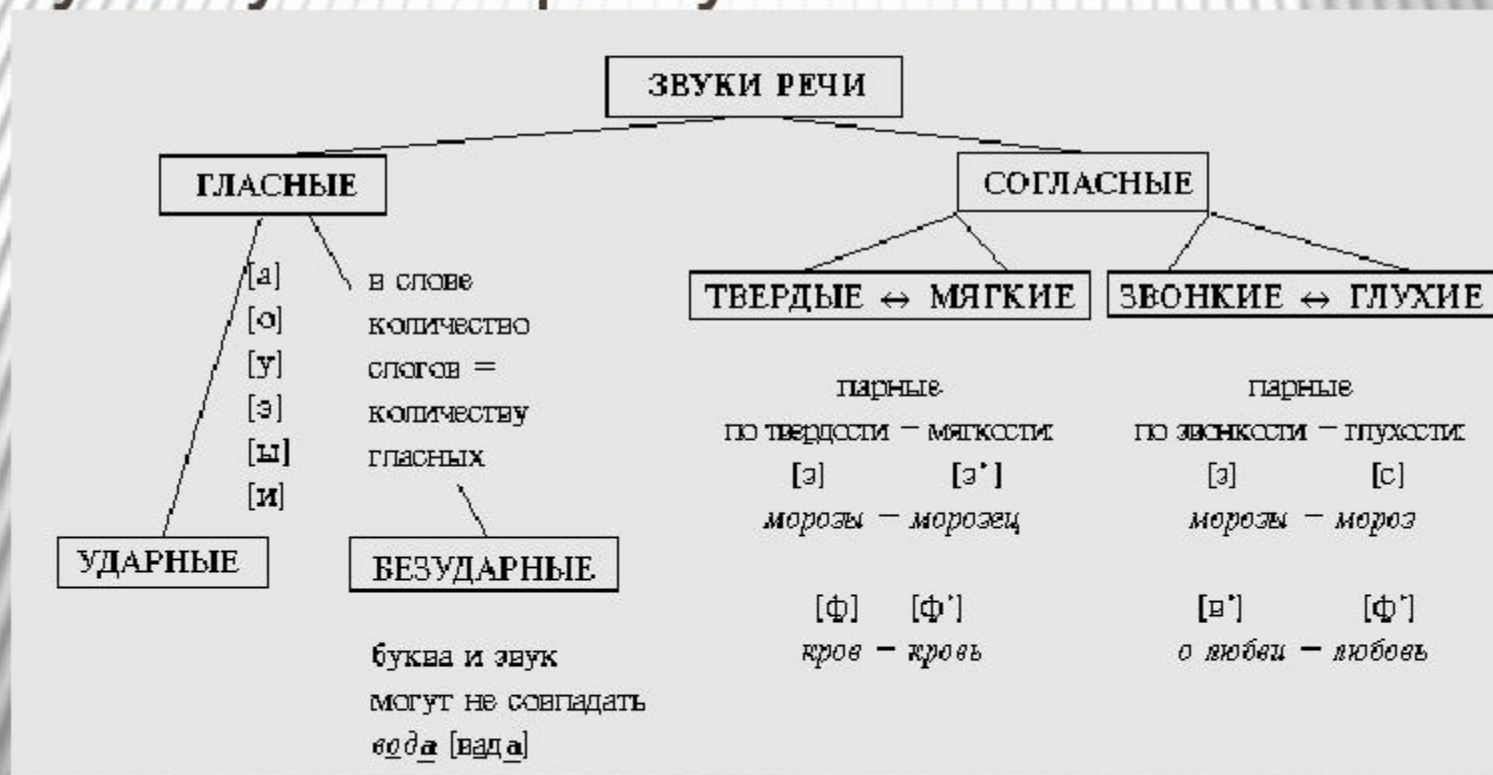 ЗВУКИ РЕЧИ
ГЛАСНЫЕ
СОГЛАСНЫЕ
[а]
[о]
[у]
[э]
[ы]
[и]
в слове
количество
слогов =
количеству
гласных
УДАРНЫЕ
БЕЗУДАРНЫЕ
буква и звук
могут не совпадать
вода [вада]
ТВЕРДЫЕ ↔ МЯГКИЕ
парные
по твердости – мягкости:
[з] [з']
морозы – морозец
[ф] [ф']
кров – кровь
ЗВОНКИЕ ↔ ГЛУХИЕ
парные
по звонкости – глухости:
[з] [с]
морозы – мороз
[в'] [ф']
о любви – любовь